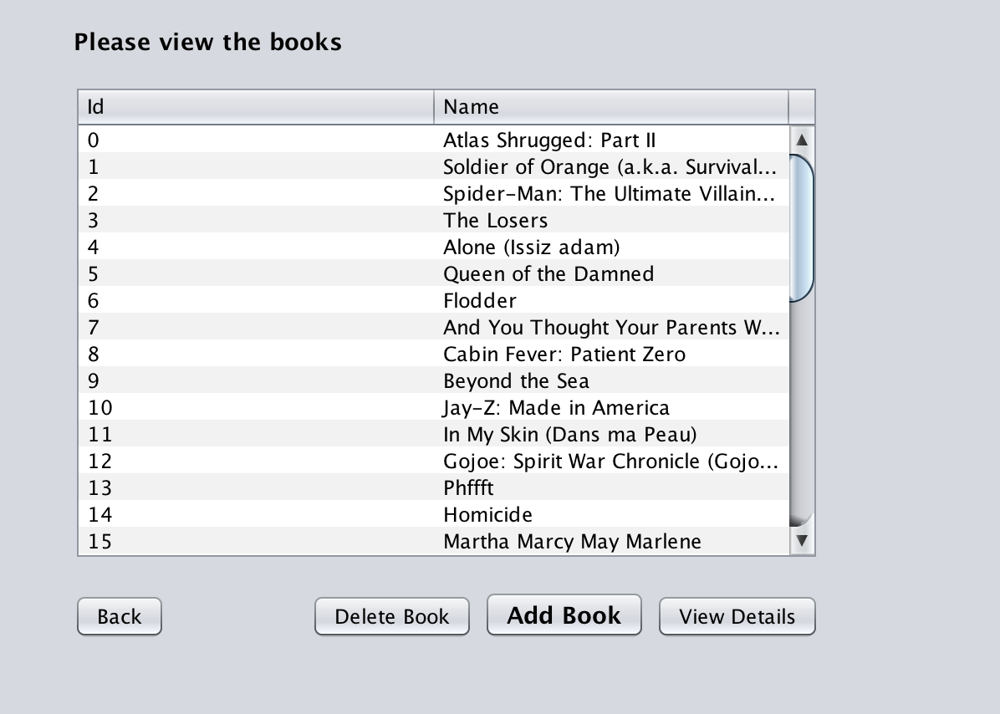 Please view the books
Id Name
0 Atlas Shrugged: Part II
1 Soldier of Orange (a.k.a. Survival...
2 Spider-Man: The Ultimate Villain...
3 The Losers
4 Alone (Issiz adam)
5 Queen of the Damned
6 Flodder
7 And You Thought Your Parents W...
8 Cabin Fever: Patient Zero
9 Beyond the Sea
10 Jay-Z: Made in America
11 In My Skin (Dans ma Peau)
12 Gojoe: Spirit War Chronicle (Gojo...
13 Phffft
14 Homicide
15 Martha Marcy May Marlene
Back Delete Book Add Book View Details